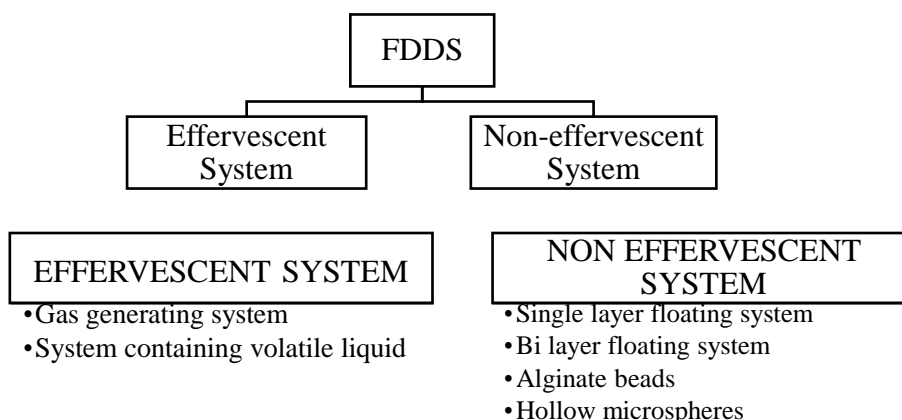 FDDS
Effervescent
System
Non-effervescent
System
EFFERVESCENT SYSTEM
•Gas generating system
•System containing volatile liquid
NON EFFERVESCENT
SYSTEM
•Single layer floating system
•Bi layer floating system
•Alginate beads
•Hollow microspheres